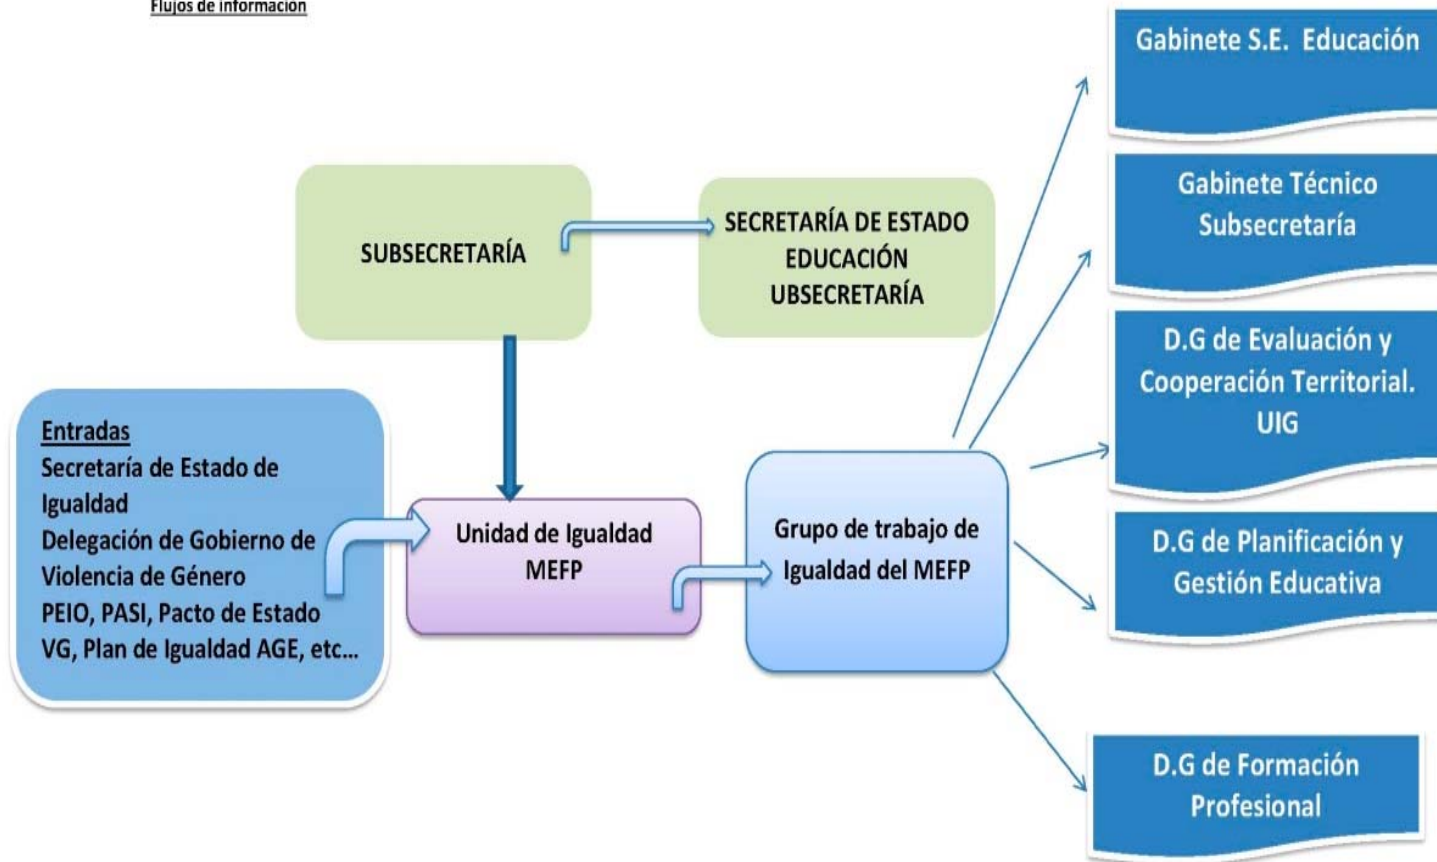 Flujos de información
Gabinete S.E. Educación
Gabinete Técnico
Subsecretaría
SUBSECRETARÍA
SECRETARÍA DE ESTADO
EDUCACIÓN
UBSECRETARÍA
D.G de Evaluación y
Cooperación Territorial.
UIG
Entradas
Secretaría de Estado de
Igualdad
Delegación de Gobierno de
Violencia de Género
PEIO, PASI, Pacto de Estado
VG, Plan de Igualdad AGE, etc...
Unidad de Igualdad
MEFP
Grupo de trabajo de
Igualdad del MEFP
D.G de Planificación y
Gestión Educativa
D.G de Formación
Profesional